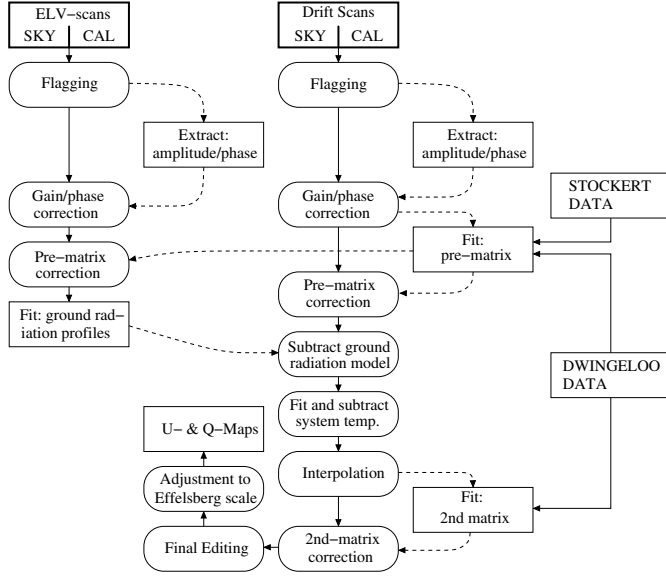 ELV−scans
SKY CAL
Flagging
Extract:
amplitude/phase
Gain/phase
correction
Pre−matrix
correction
Fit: ground rad−
iation profiles
Drift Scans
SKY CAL
Flagging
Extract:
amplitude/phase
Gain/phase
correction
Fit:
pre−matrix
Pre−matrix
correction
Subtract ground
radiation model
Fit and subtract
system temp.
Interpolation
Fit:
2nd matrix
2nd−matrix
correction
Final Editing
Adjustment to
Effelsberg scale
U− & Q−Maps
STOCKERT
DATA
DWINGELOO
DATA